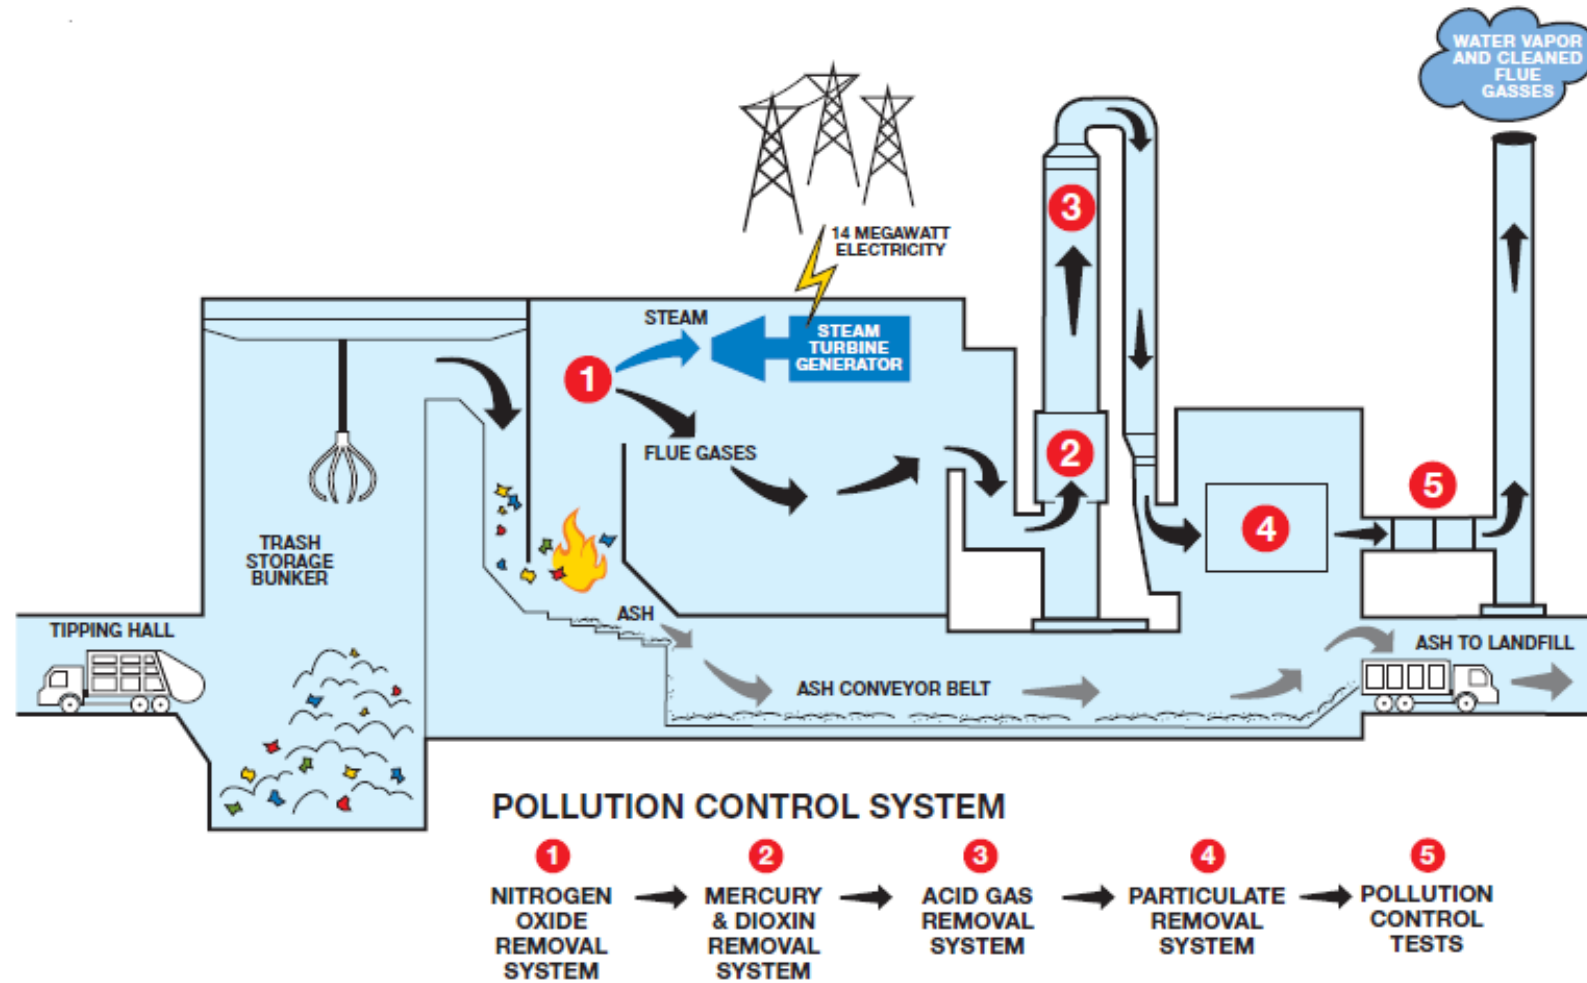 WATER VAPOR
AND CLEANED
FLUE
GASSES
14 MEGAWATT
ELECTRICITY
3
STEAM
STEAM
TURBINE
GENERATOR
1
FLUE GASES
2
5
4
TRASH
STORAGE
BUNKER
TIPPING HALL
ASH
ASH CONVEYOR BELT
ASH TO LANDFILL
POLLUTION CONTROL SYSTEM
1
NITROGEN
OXIDE
REMOVAL
SYSTEM
2
MERCURY
& DIOXIN
REMOVAL
SYSTEM
3
ACID GAS
REMOVAL
SYSTEM
4
PARTICULATE
REMOVAL
SYSTEM
5
POLLUTION
CONTROL
TESTS